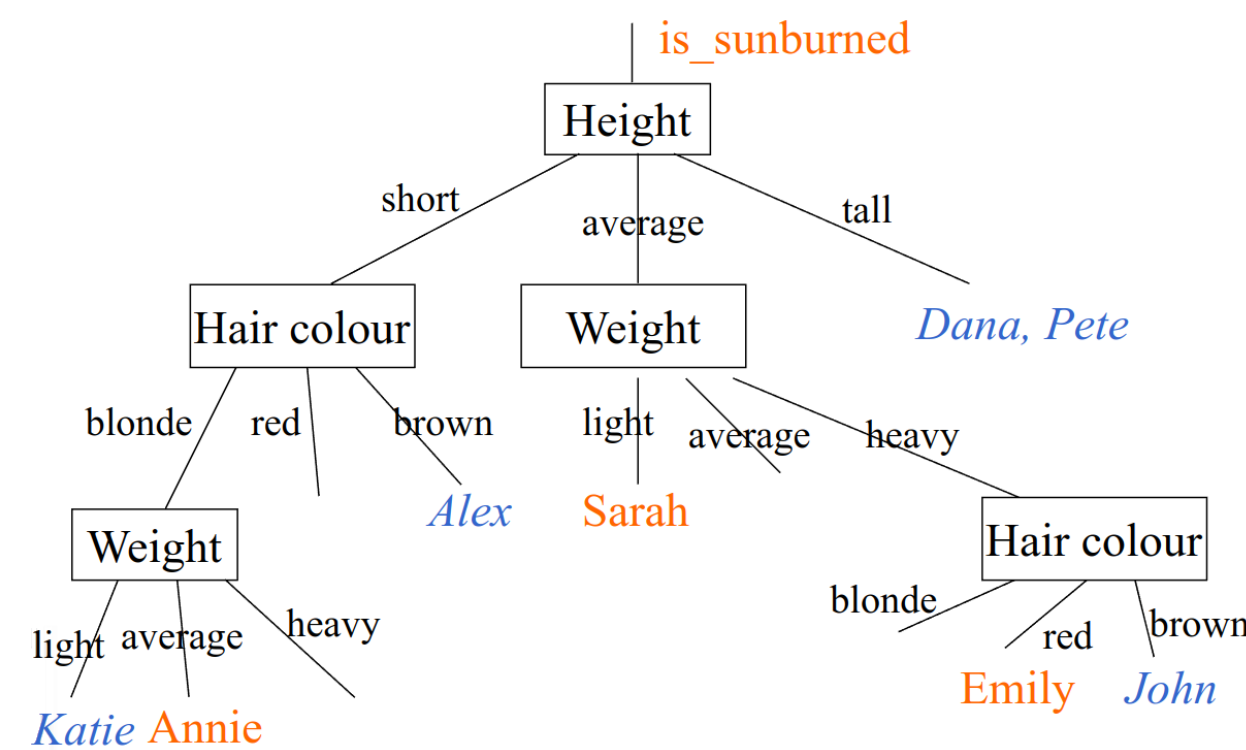 is_sunburned
Height
short
average
tall
Hair colour
Weight
Dana, Pete
blonde
red
brown
light
average
heavy
Alex
Sarah
Weight
Hair colour
light
average
heavy
blonde
red
brown
Katie
Annie
Emily
John